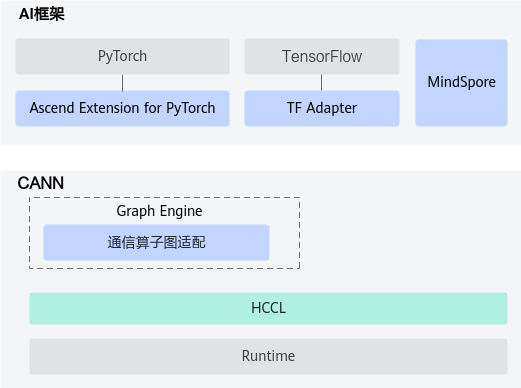 AI框架
PyTorch
TensorFlow
MindSpore
Ascend Extension for PyTorch
TF Adapter
CANN
Graph Engine
通信算子图适配
HCCL
Runtime